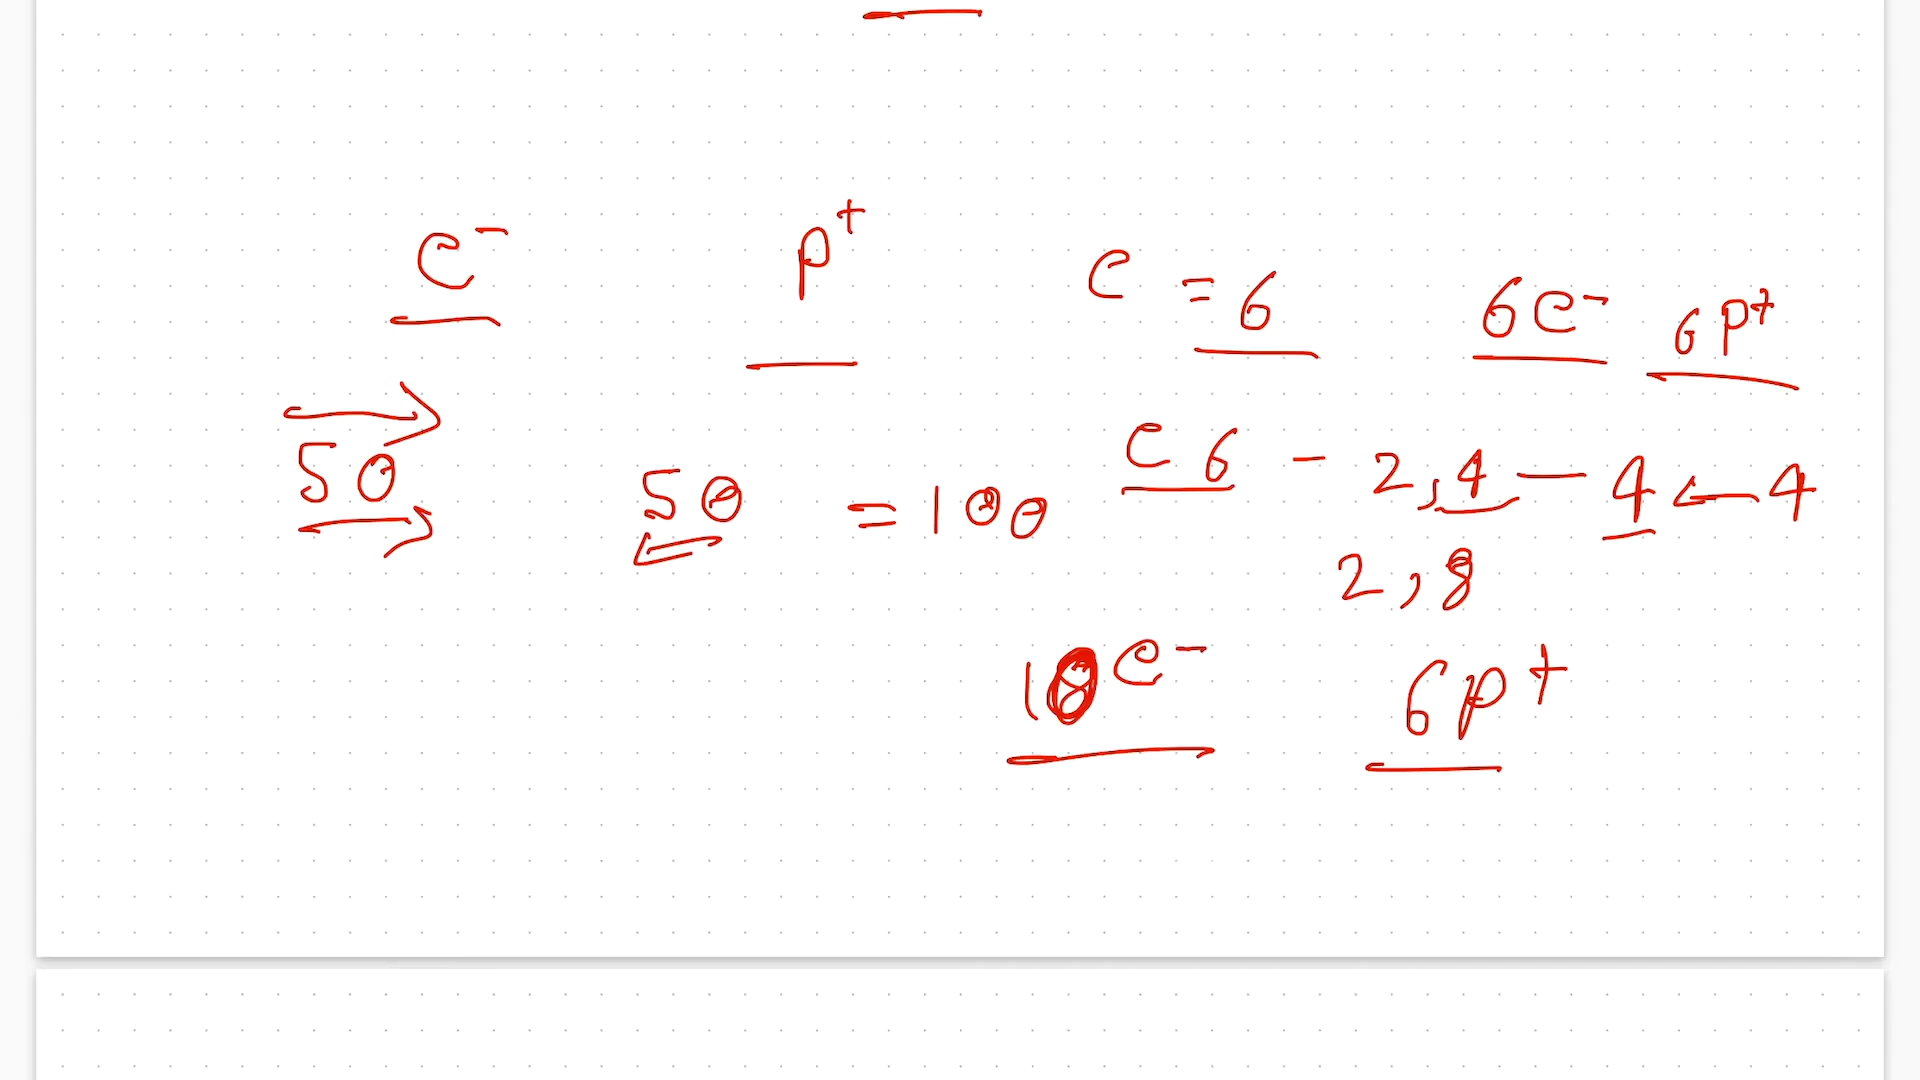 e⁻ p⁺ C = 6 6e⁻ 6p⁺
50 50 = 100
C 6 - 2,4 — 4 ← 4
2,8
10e⁻ 6p⁺